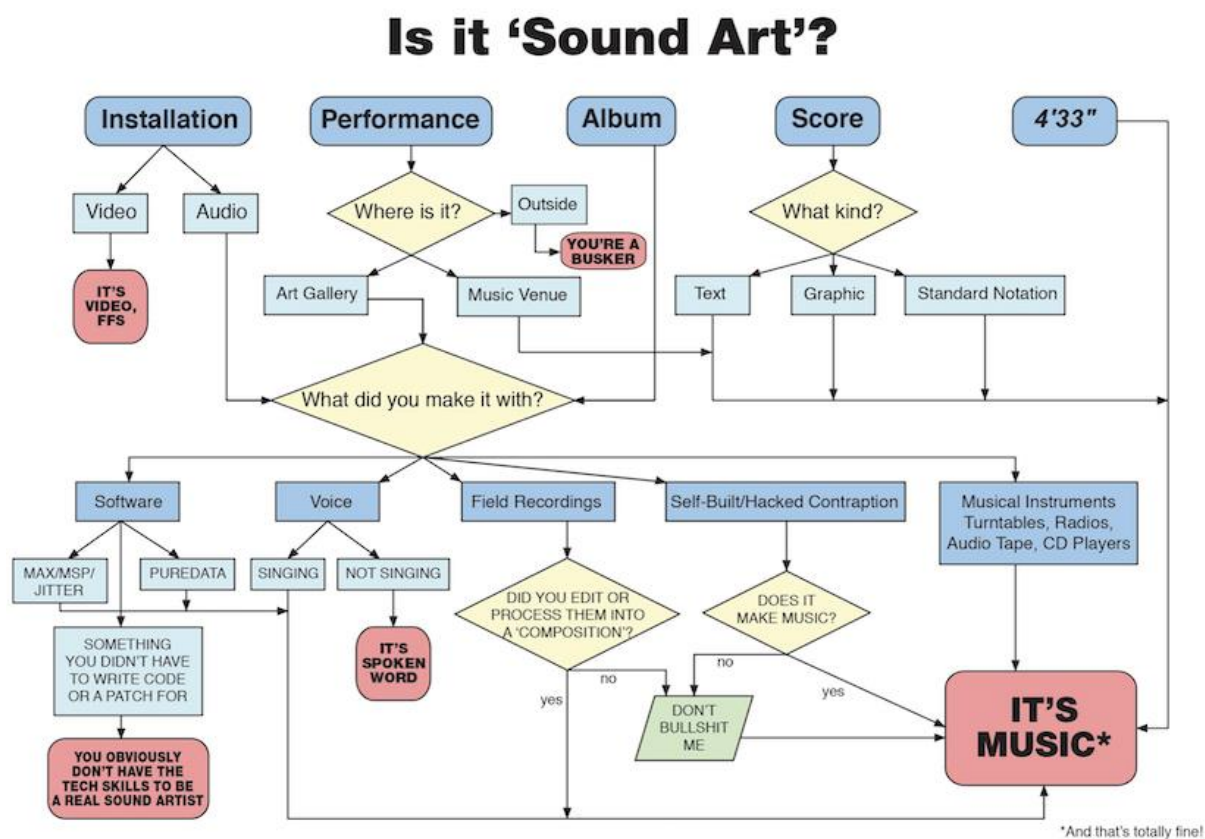 Is it ‘Sound Art’?
Installation
Performance
Album
Score
4'33"
Video
Audio
Where is it?
Outside
What kind?
YOU'RE A
BUSKER
IT'S
VIDEO,
FFS
Art Gallery
Music Venue
Text
Graphic
Standard Notation
What did you make it with?
Software
Voice
Field Recordings
Self-Built/Hacked Contraption
Musical Instruments
Turntables, Radios,
Audio Tape, CD Players
MAX/MSP/
JITTER
PUREDATA
SINGING
NOT SINGING
DID YOU EDIT OR
PROCESS THEM INTO
A ‘COMPOSITION’?
DOES IT
MAKE MUSIC?
SOMETHING
YOU DIDN'T HAVE
TO WRITE CODE
OR A PATCH FOR
IT'S
SPOKEN
WORD
no
yes
no
yes
DON'T
BULLSHIT
ME
IT'S
MUSIC*
YOU OBVIOUSLY
DON'T HAVE THE
TECH SKILLS TO BE
A REAL SOUND ARTIST
*And that's totally fine!